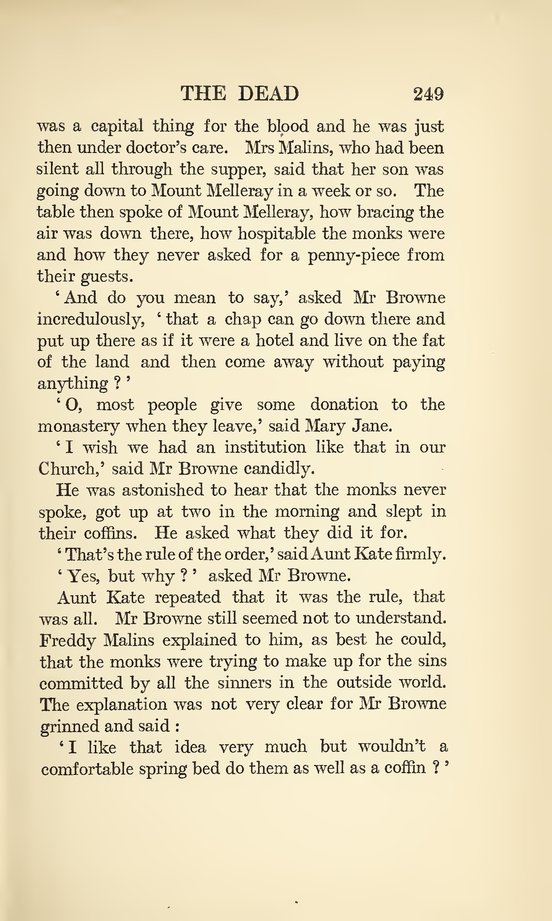 THE DEAD 249
was a capital thing for the blood and he was just
then under doctor's care. Mrs Malins, who had been
silent all through the supper, said that her son was
going down to Mount Melleray in a week or so. The
table then spoke of Mount Melleray, how bracing the
air was down there, how hospitable the monks were
and how they never asked for a penny-piece from
their guests.
‘ And do you mean to say,’ asked Mr Browne
incredulously, ‘ that a chap can go down there and
put up there as if it were a hotel and live on the fat
of the land and then come away without paying
anything ? ’
‘ O, most people give some donation to the
monastery when they leave,’ said Mary Jane.
‘ I wish we had an institution like that in our
Church,’ said Mr Browne candidly.
He was astonished to hear that the monks never
spoke, got up at two in the morning and slept in
their coffins. He asked what they did it for.
‘ That's the rule of the order,’ said Aunt Kate firmly.
‘ Yes, but why ? ’ asked Mr Browne.
Aunt Kate repeated that it was the rule, that
was all. Mr Browne still seemed not to understand.
Freddy Malins explained to him, as best he could,
that the monks were trying to make up for the sins
committed by all the sinners in the outside world.
The explanation was not very clear for Mr Browne
grinned and said :
‘ I like that idea very much but wouldn't a
comfortable spring bed do them as well as a coffin ? ’